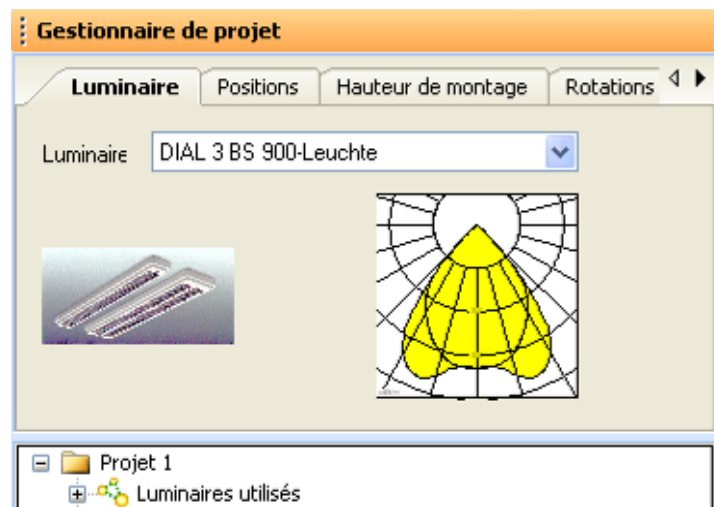 Gestionnaire de projet
Luminaire Positions Hauteur de montage Rotations
Luminaire DIAL 3 BS 900-Leuchte
Projet 1
Luminaires utilisés